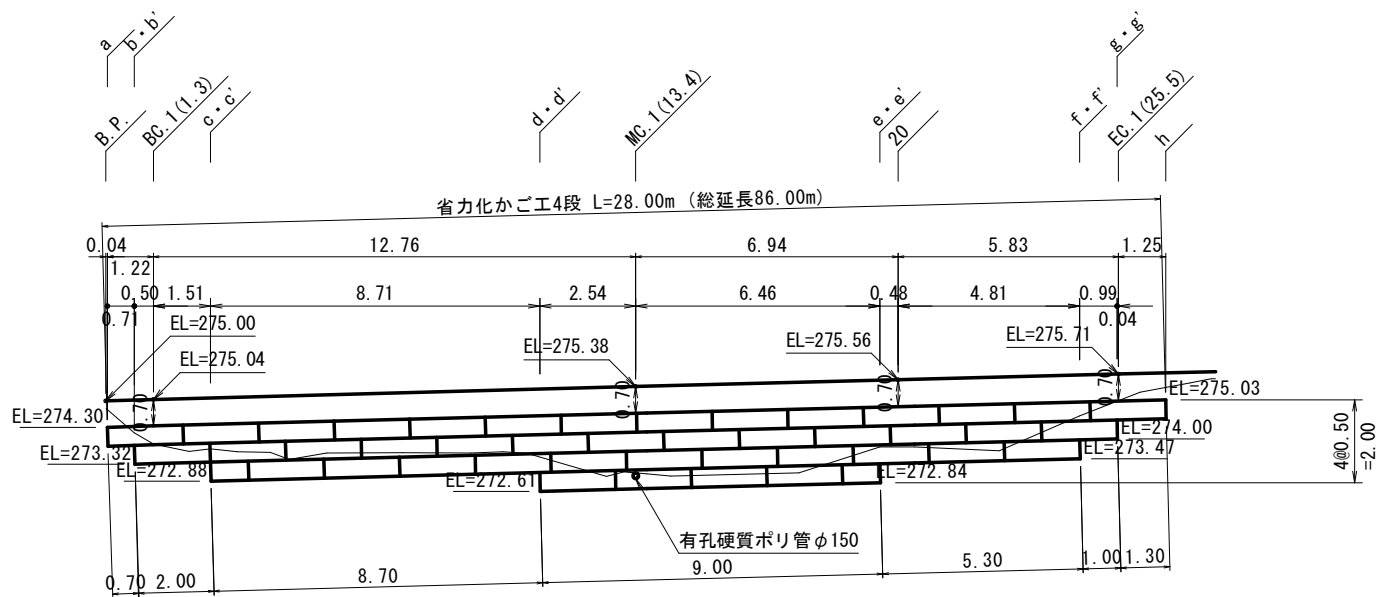 a
b・b'
g・g'
B.P.
BC.1(1.3)
c・c'
d・d'
MC.1(13.4)
e・e'
20
f・f'
EC.1(25.5)
h
省力化かご工4段 L=28.00m (総延長86.00m)
0.04
12.76
6.94
5.83
1.25
1.22
0.50
1.51
8.71
2.54
6.46
0.48
4.81
0.99
0.71
0.04
EL=275.00
EL=275.04
EL=275.38
EL=275.56
EL=275.71
0.70
0.70
0.70
0.70
EL=275.03
EL=274.30
EL=274.00
EL=273.32
EL=273.47
EL=272.88
EL=272.61
EL=272.84
4@0.50
=2.00
有孔硬質ポリ管φ150
0.70
2.00
8.70
9.00
5.30
1.00
1.30